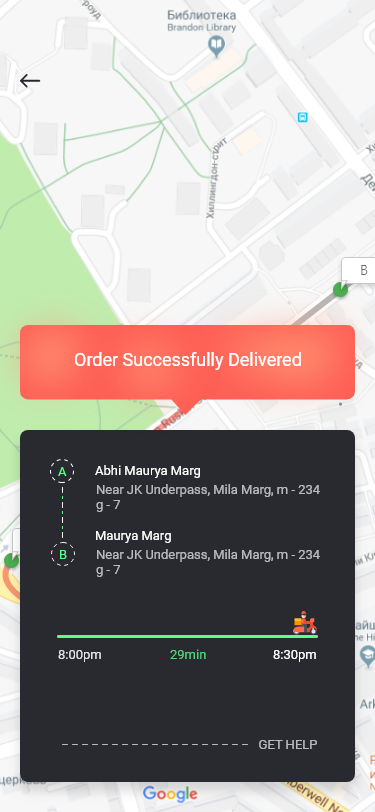 Библиотека
Brandon Library
Хиллингдон-стрит
B
Order Successfully Delivered
A
Abhi Maurya Marg
Near JK Underpass, Mila Marg, m - 234
g - 7
B
Maurya Marg
Near JK Underpass, Mila Marg, m - 234
g - 7
8:00pm
29min
8:30pm
GET HELP
Google